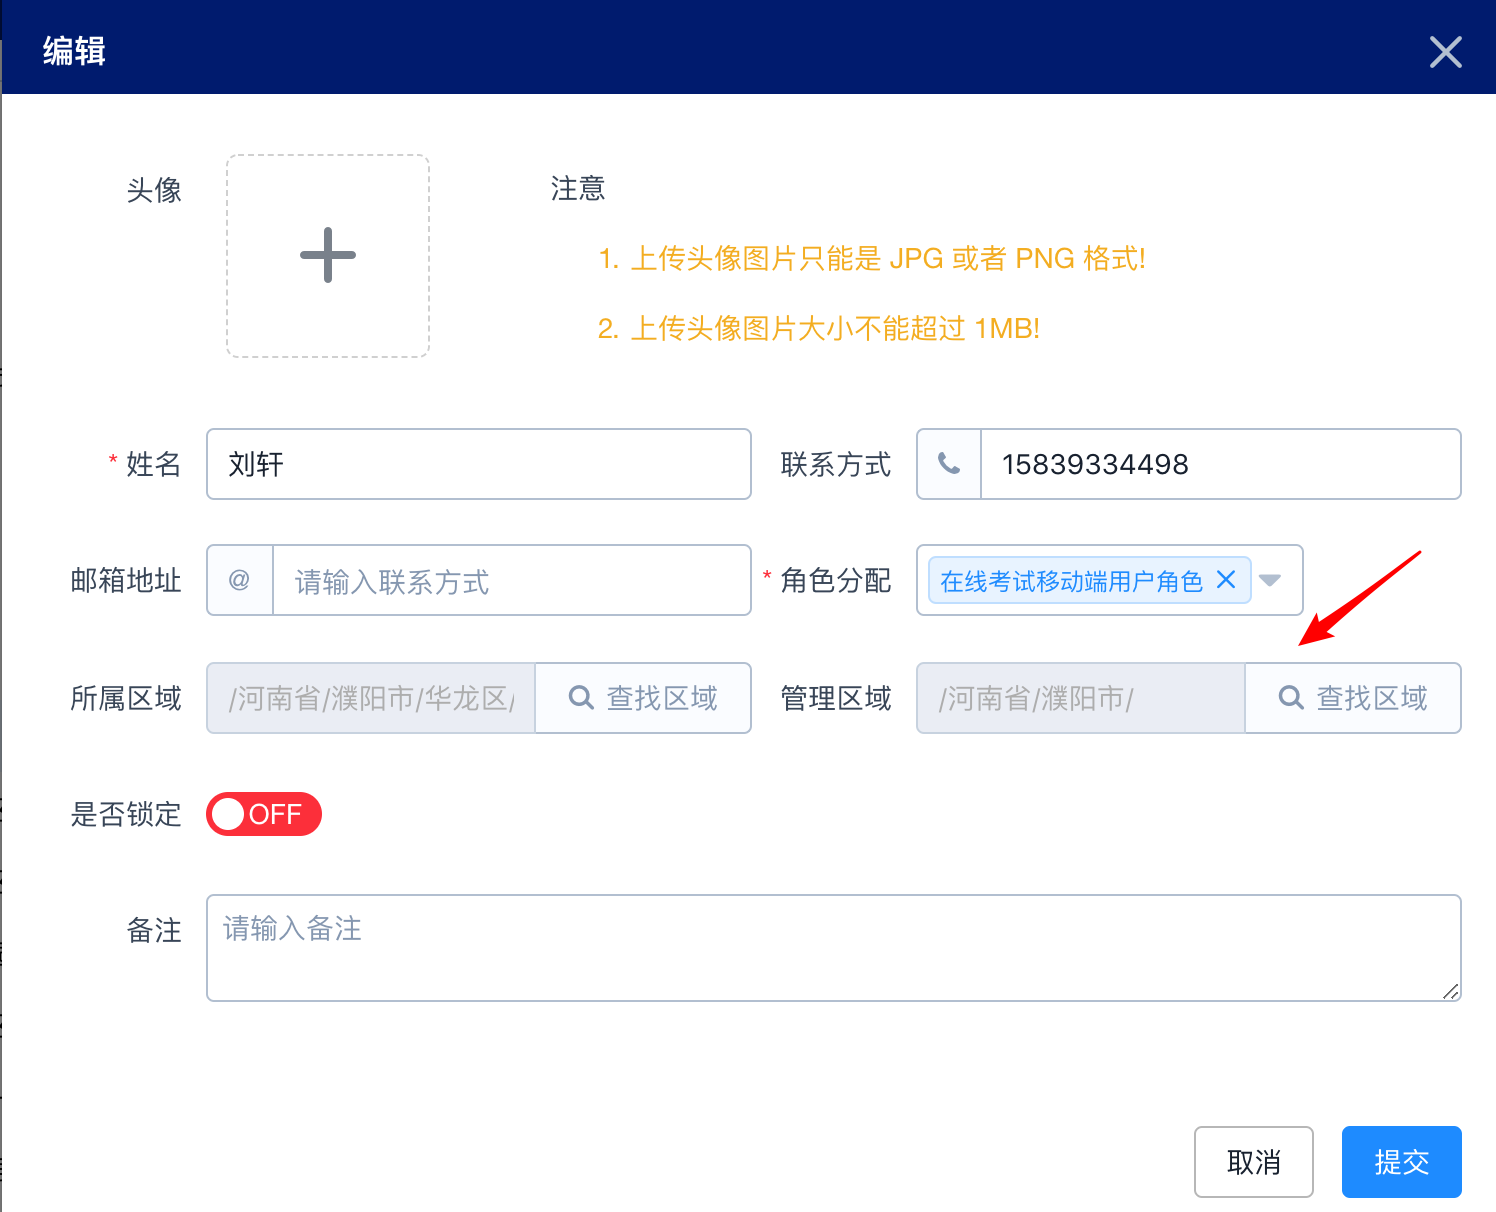 编辑
头像
注意
1. 上传头像图片只能是 JPG 或者 PNG 格式!
2. 上传头像图片大小不能超过 1MB!
* 姓名 刘轩 联系方式 15839334498
邮箱地址 @ 请输入联系方式 * 角色分配 在线考试移动端用户角色
所属区域 /河南省/濮阳市/华龙区/ 查找区域 管理区域 /河南省/濮阳市/ 查找区域
是否锁定 OFF
备注 请输入备注
取消 提交